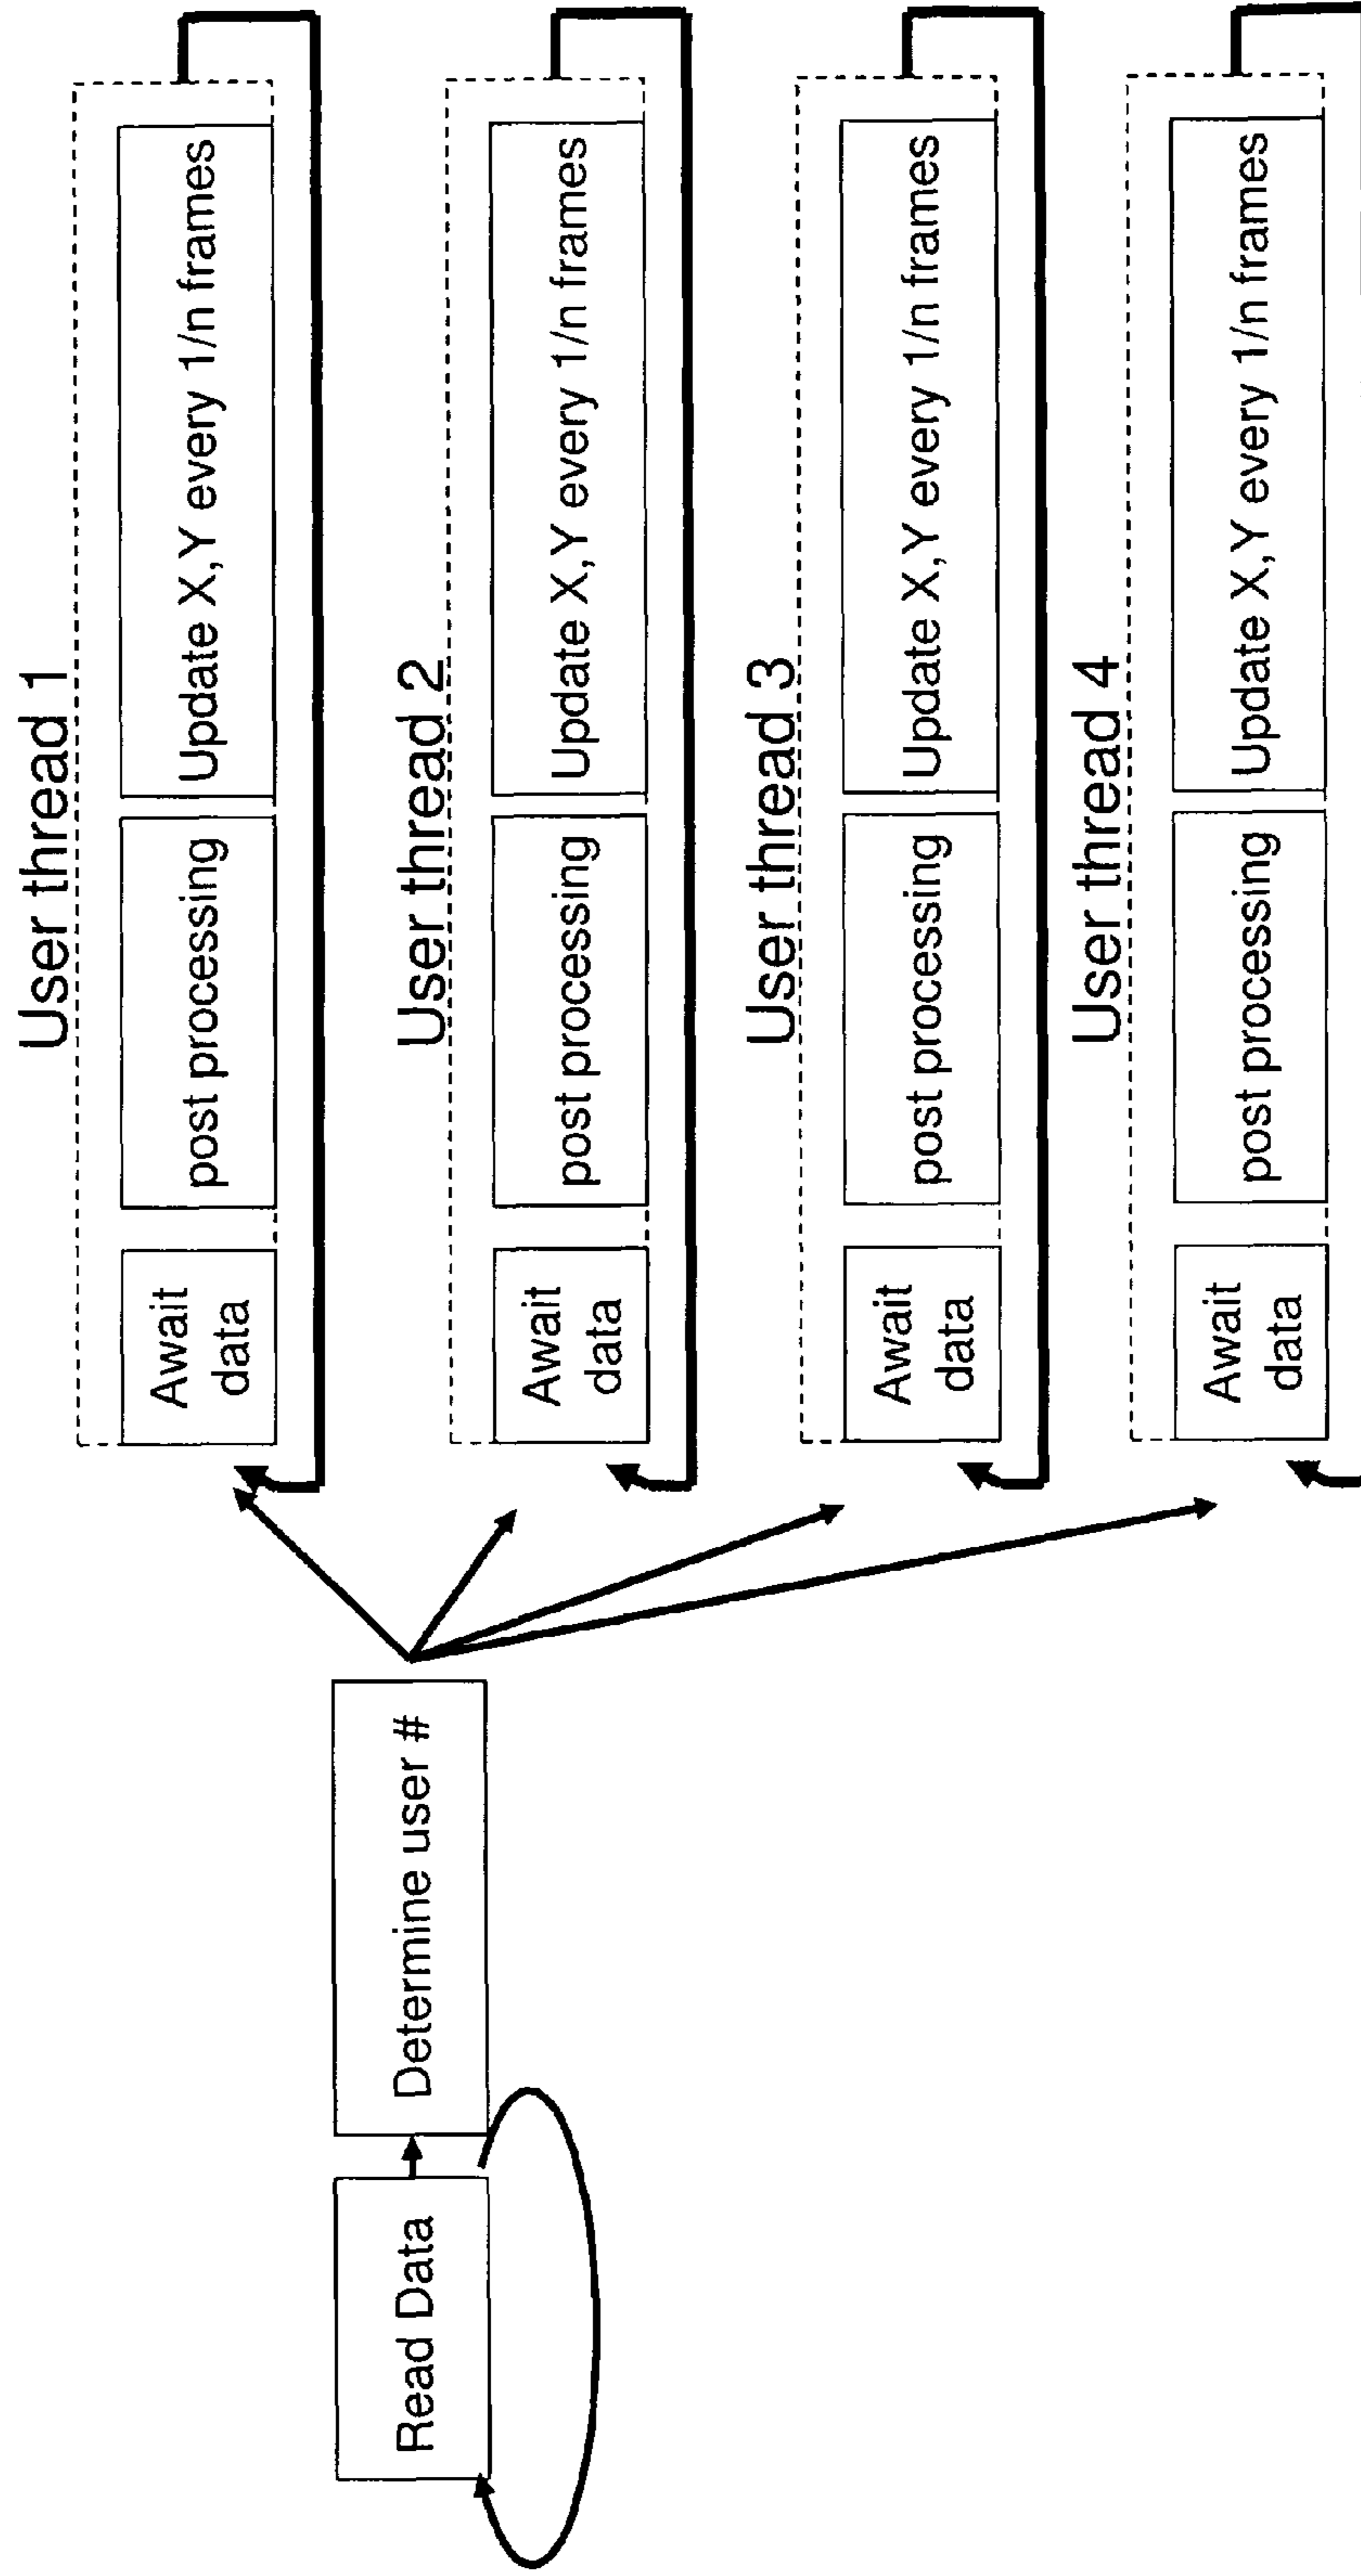 Read Data
Determine user #
User thread 1
Await
data
post processing
Update X,Y every 1/n frames
User thread 2
Await
data
post processing
Update X,Y every 1/n frames
User thread 3
Await
data
post processing
Update X,Y every 1/n frames
User thread 4
Await
data
post processing
Update X,Y every 1/n frames